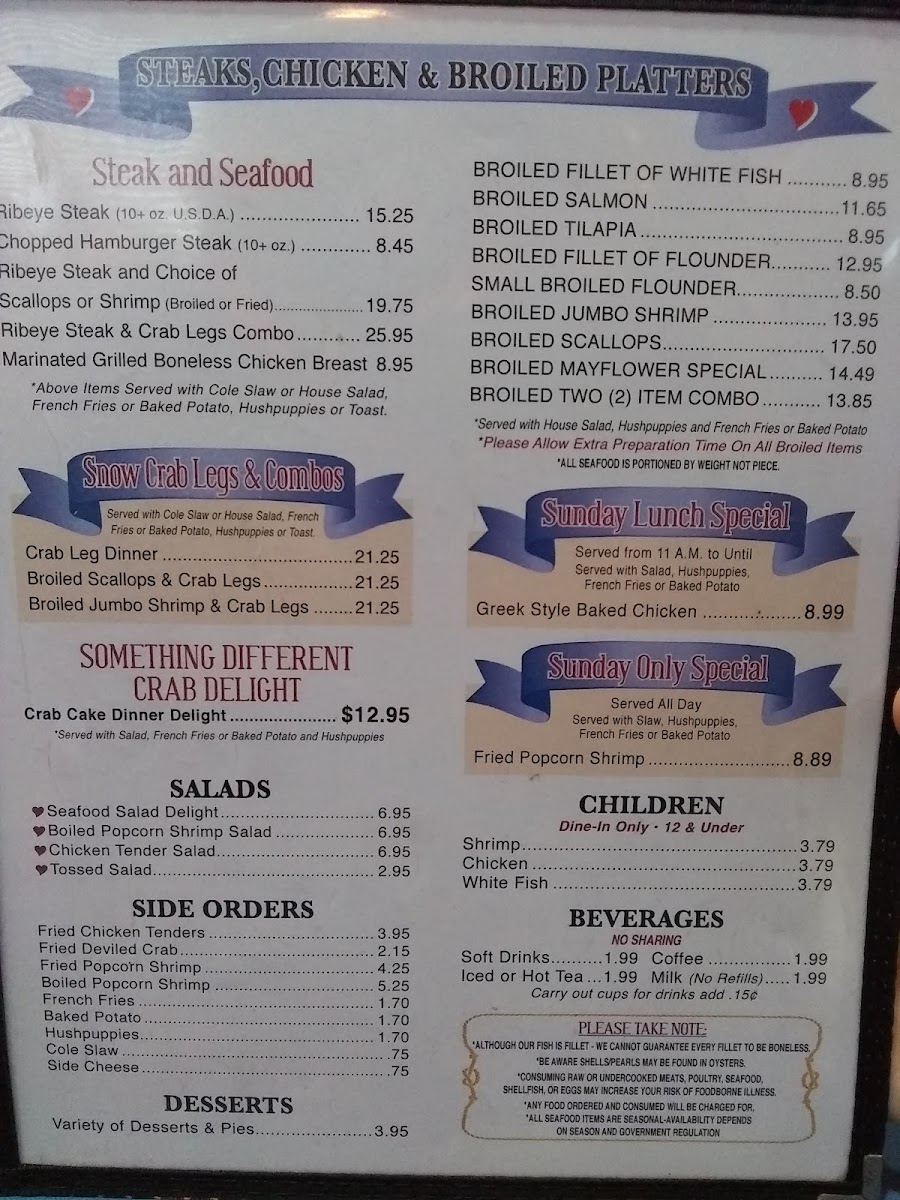 STEAKS, CHICKEN & BROILED PLATTERS
Steak and Seafood
Ribeye Steak (10+ oz. U.S.D.A.) ..................... 15.25
Chopped Hamburger Steak (10+ oz.) ............ 8.45
Ribeye Steak and Choice of
Scallops or Shrimp (Broiled or Fried)..................... 19.75
Ribeye Steak & Crab Legs Combo............ 25.95
Marinated Grilled Boneless Chicken Breast 8.95
*Above Items Served with Cole Slaw or House Salad,
French Fries or Baked Potato, Hushpuppies or Toast.
Snow Crab Legs & Combos
Served with Cole Slaw or House Salad, French
Fries or Baked Potato, Hushpuppies or Toast.
Crab Leg Dinner ..................................21.25
Broiled Scallops & Crab Legs................21.25
Broiled Jumbo Shrimp & Crab Legs ........21.25
SOMETHING DIFFERENT
CRAB DELIGHT
Crab Cake Dinner Delight..................... $12.95
*Served with Salad, French Fries or Baked Potato and Hushpuppies
SALADS
Seafood Salad Delight.................................. 6.95
Boiled Popcorn Shrimp Salad ..................... 6.95
Chicken Tender Salad.................................. 6.95
Tossed Salad................................................ 2.95
SIDE ORDERS
Fried Chicken Tenders .................................. 3.95
Fried Deviled Crab........................................ 2.15
Fried Popcorn Shrimp ................................... 4.25
Boiled Popcorn Shrimp ................................. 5.25
French Fries ................................................. 1.70
Baked Potato ................................................ 1.70
Hushpuppies................................................. 1.70
Cole Slaw ..................................................... .75
Side Cheese.................................................. .75
DESSERTS
Variety of Desserts & Pies.......................3.95
BROILED FILLET OF WHITE FISH ........... 8.95
BROILED SALMON ..................................11.65
BROILED TILAPIA..................................... 8.95
BROILED FILLET OF FLOUNDER........... 12.95
SMALL BROILED FLOUNDER.................. 8.50
BROILED JUMBO SHRIMP ..................... 13.95
BROILED SCALLOPS.............................. 17.50
BROILED MAYFLOWER SPECIAL.......... 14.49
BROILED TWO (2) ITEM COMBO ........... 13.85
*Served with House Salad, Hushpuppies and French Fries or Baked Potato
*Please Allow Extra Preparation Time On All Broiled Items
*ALL SEAFOOD IS PORTIONED BY WEIGHT NOT PIECE.
Sunday Lunch Special
Served from 11 A.M. to Until
Served with Salad, Hushpuppies,
French Fries or Baked Potato
Greek Style Baked Chicken ..................8.99
Sunday Only Special
Served All Day
Served with Slaw, Hushpuppies,
French Fries or Baked Potato
Fried Popcorn Shrimp .........................8.89
CHILDREN
Dine-In Only · 12 & Under
Shrimp.....................................................3.79
Chicken ...................................................3.79
White Fish ................................................3.79
BEVERAGES
NO SHARING
Soft Drinks..........1.99 Coffee .................1.99
Iced or Hot Tea ...1.99 Milk (No Refills).....1.99
Carry out cups for drinks add .15¢
PLEASE TAKE NOTE:
*ALTHOUGH OUR FISH IS FILLET - WE CANNOT GUARANTEE EVERY FILLET TO BE BONELESS.
*BE AWARE SHELLS/PEARLS MAY BE FOUND IN OYSTERS.
*CONSUMING RAW OR UNDERCOOKED MEATS, POULTRY, SEAFOOD,
SHELLFISH, OR EGGS MAY INCREASE YOUR RISK OF FOODBORNE ILLNESS.
*ANY FOOD ORDERED AND CONSUMED WILL BE CHARGED FOR.
*ALL SEAFOOD ITEMS ARE SEASONAL-AVAILABILITY DEPENDS
ON SEASON AND GOVERNMENT REGULATION